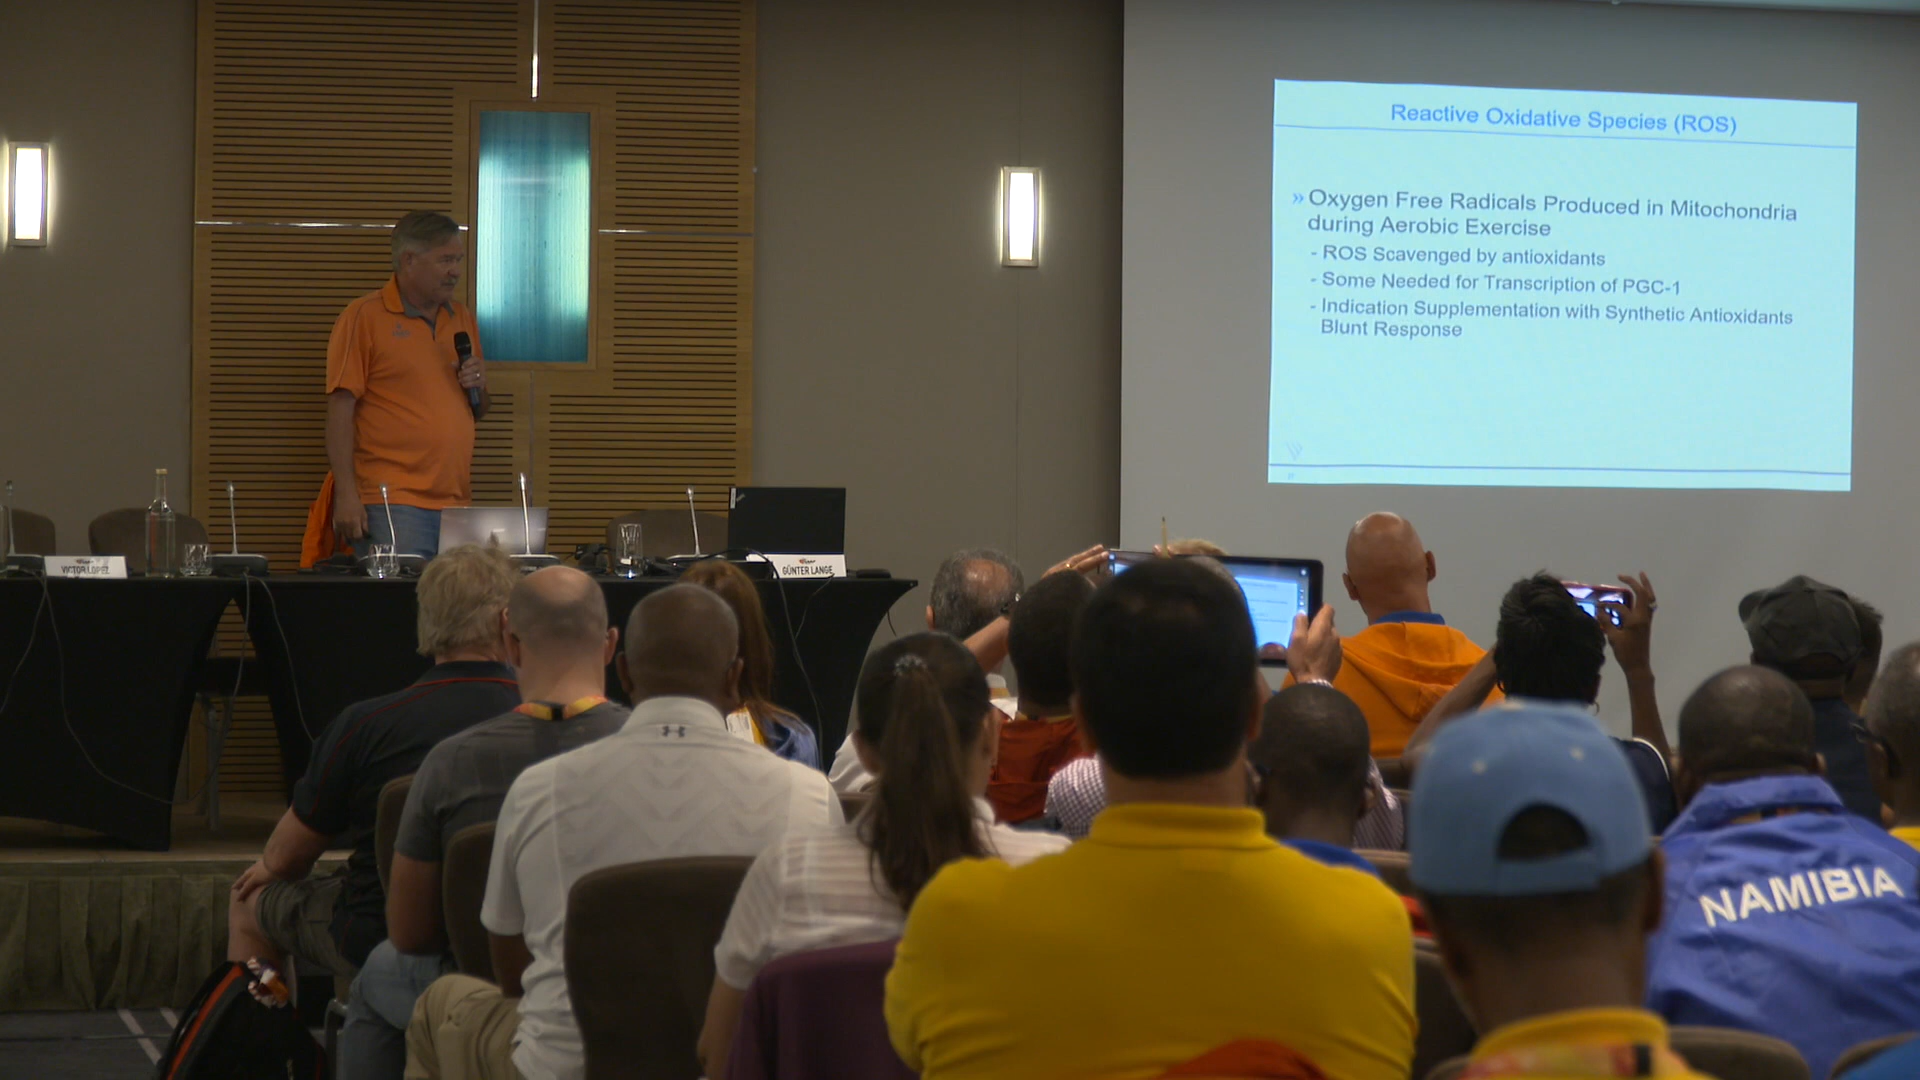 Reactive Oxidative Species (ROS)
» Oxygen Free Radicals Produced in Mitochondria
during Aerobic Exercise
- ROS Scavenged by antioxidants
- Some Needed for Transcription of PGC-1
- Indication Supplementation with Synthetic Antioxidants
Blunt Response
VICTOR LOPEZ
GÜNTER LANGE
NAMIBIA